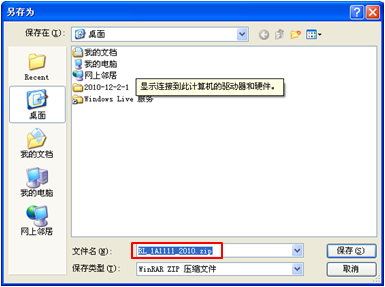 另存为
保存在(I):
桌面
Recent
桌面
我的文档
我的电脑
网上邻居
我的文档
我的电脑
网上邻居
2010-12-2-1
Windows Live 服务
显示连接到此计算机的驱动器和硬件。
文件名(N):
RL_1A1111_2010.zip
保存(S)
保存类型(T):
WinRAR ZIP 压缩文件
取消